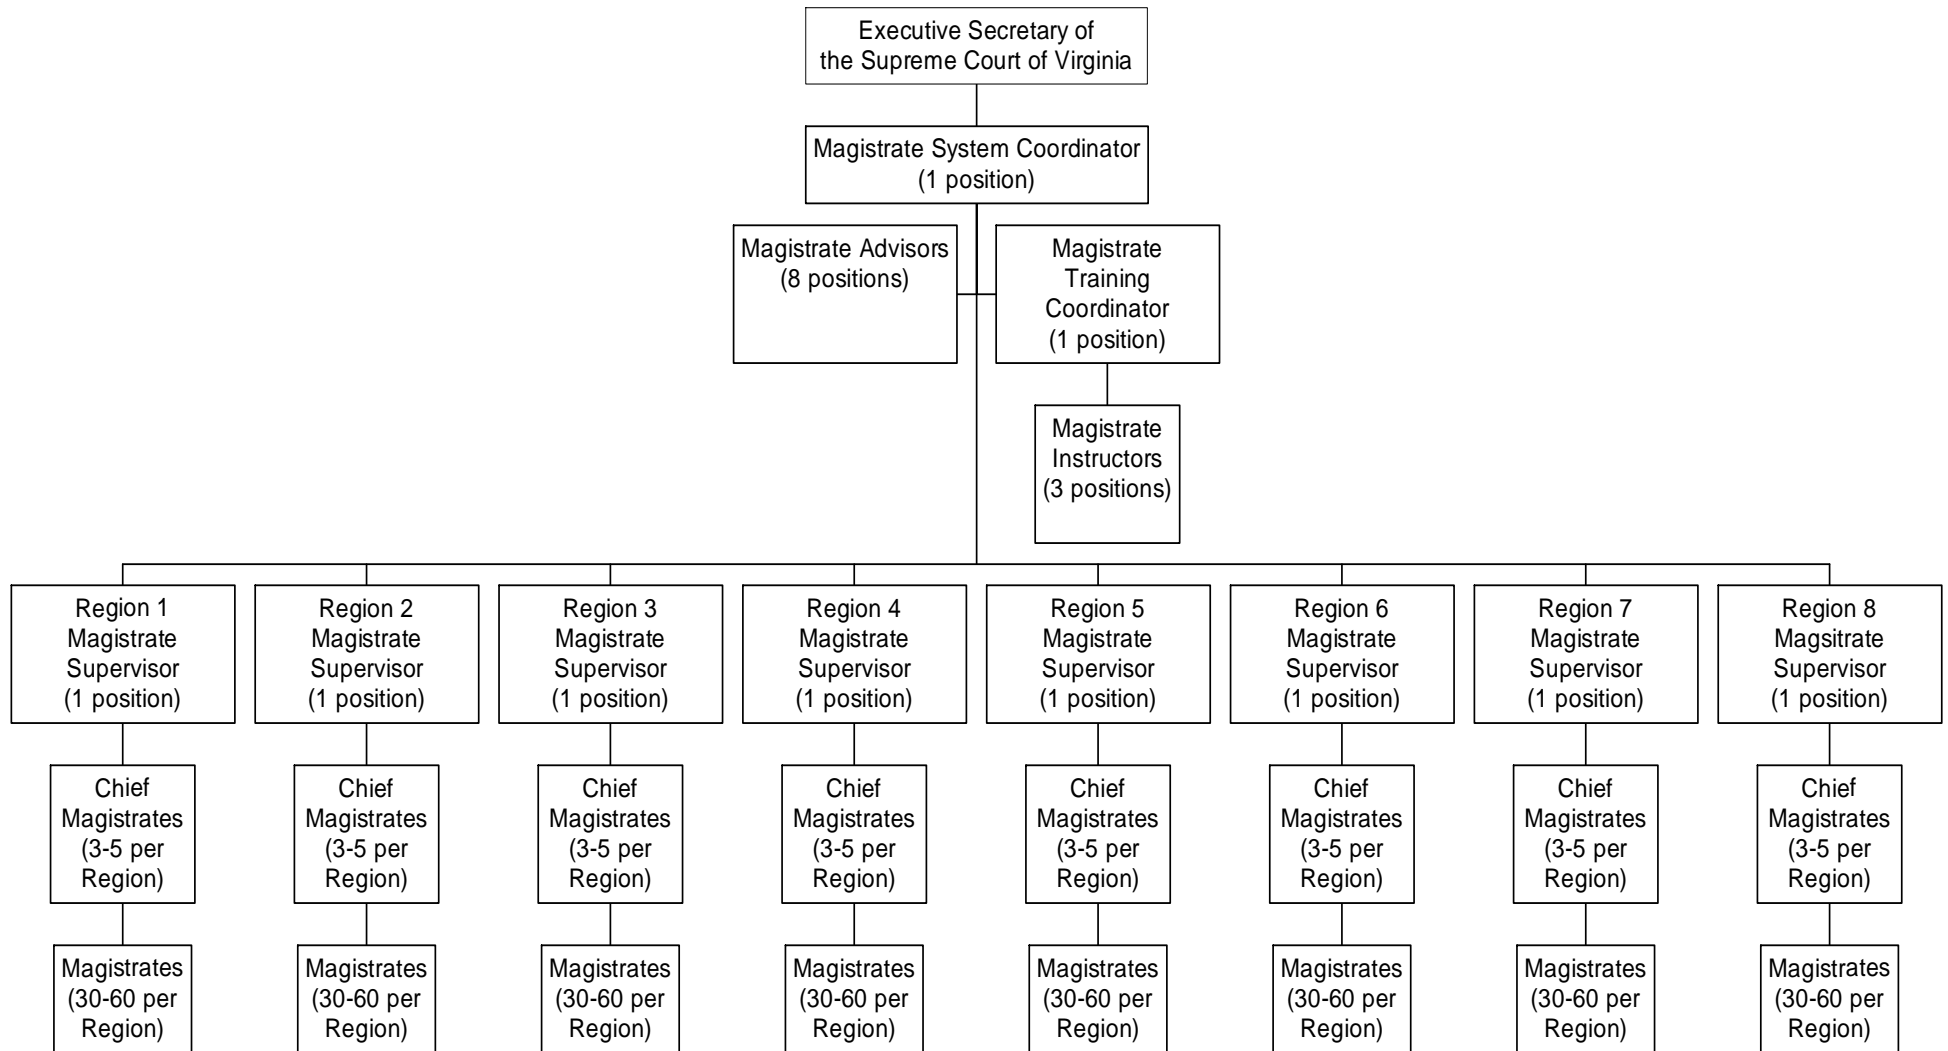 Executive Secretary of
the Supreme Court of Virginia
Magistrate System Coordinator
(1 position)
Magistrate Advisors
(8 positions)
Magistrate
Training
Coordinator
(1 position)
Magistrate
Instructors
(3 positions)
Region 1
Magistrate
Supervisor
(1 position)
Region 2
Magistrate
Supervisor
(1 position)
Region 3
Magistrate
Supervisor
(1 position)
Region 4
Magistrate
Supervisor
(1 position)
Region 5
Magistrate
Supervisor
(1 position)
Region 6
Magistrate
Supervisor
(1 position)
Region 7
Magistrate
Supervisor
(1 position)
Region 8
Magsitrate
Supervisor
(1 position)
Chief
Magistrates
(3-5 per
Region)
Chief
Magistrates
(3-5 per
Region)
Chief
Magistrates
(3-5 per
Region)
Chief
Magistrates
(3-5 per
Region)
Chief
Magistrates
(3-5 per
Region)
Chief
Magistrates
(3-5 per
Region)
Chief
Magistrates
(3-5 per
Region)
Chief
Magistrates
(3-5 per
Region)
Magistrates
(30-60 per
Region)
Magistrates
(30-60 per
Region)
Magistrates
(30-60 per
Region)
Magistrates
(30-60 per
Region)
Magistrates
(30-60 per
Region)
Magistrates
(30-60 per
Region)
Magistrates
(30-60 per
Region)
Magistrates
(30-60 per
Region)